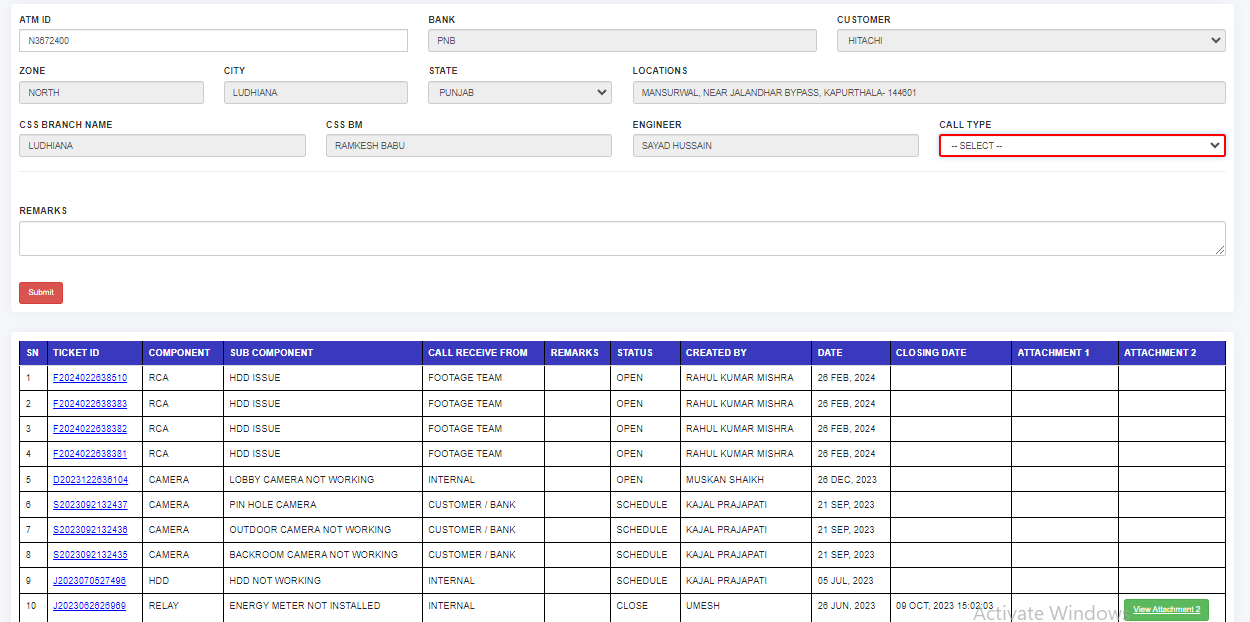 ATM ID BANK CUSTOMER
N3672400 PNB HITACHI
ZONE CITY STATE LOCATIONS
NORTH LUDHIANA PUNJAB MANSURWAL, NEAR JALANDHAR BYPASS, KAPURTHALA- 144601
CSS BRANCH NAME CSS BM ENGINEER CALL TYPE
LUDHIANA RAMKESH BABU SAYAD HUSSAIN -- SELECT --
REMARKS
Submit
SN TICKET ID COMPONENT SUB COMPONENT CALL RECEIVE FROM REMARKS STATUS CREATED BY DATE CLOSING DATE ATTACHMENT 1 ATTACHMENT 2
1 F2024022638510 RCA HDD ISSUE FOOTAGE TEAM OPEN RAHUL KUMAR MISHRA 26 FEB, 2024
2 F2024022638383 RCA HDD ISSUE FOOTAGE TEAM OPEN RAHUL KUMAR MISHRA 26 FEB, 2024
3 F2024022638382 RCA HDD ISSUE FOOTAGE TEAM OPEN RAHUL KUMAR MISHRA 26 FEB, 2024
4 F2024022638381 RCA HDD ISSUE FOOTAGE TEAM OPEN RAHUL KUMAR MISHRA 26 FEB, 2024
5 D2023122636104 CAMERA LOBBY CAMERA NOT WORKING INTERNAL OPEN MUSKAN SHAIKH 26 DEC, 2023
6 S2023092132437 CAMERA PIN HOLE CAMERA CUSTOMER / BANK SCHEDULE KAJAL PRAJAPATI 21 SEP, 2023
7 S2023092132436 CAMERA OUTDOOR CAMERA NOT WORKING CUSTOMER / BANK SCHEDULE KAJAL PRAJAPATI 21 SEP, 2023
8 S2023092132435 CAMERA BACKROOM CAMERA NOT WORKING CUSTOMER / BANK SCHEDULE KAJAL PRAJAPATI 21 SEP, 2023
9 J2023070527496 HDD HDD NOT WORKING INTERNAL SCHEDULE KAJAL PRAJAPATI 05 JUL, 2023
10 J2023062626969 RELAY ENERGY METER NOT INSTALLED INTERNAL CLOSE UMESH 26 JUN, 2023 09 OCT, 2023 15:02:03 View Attachment 2
Activate Windows